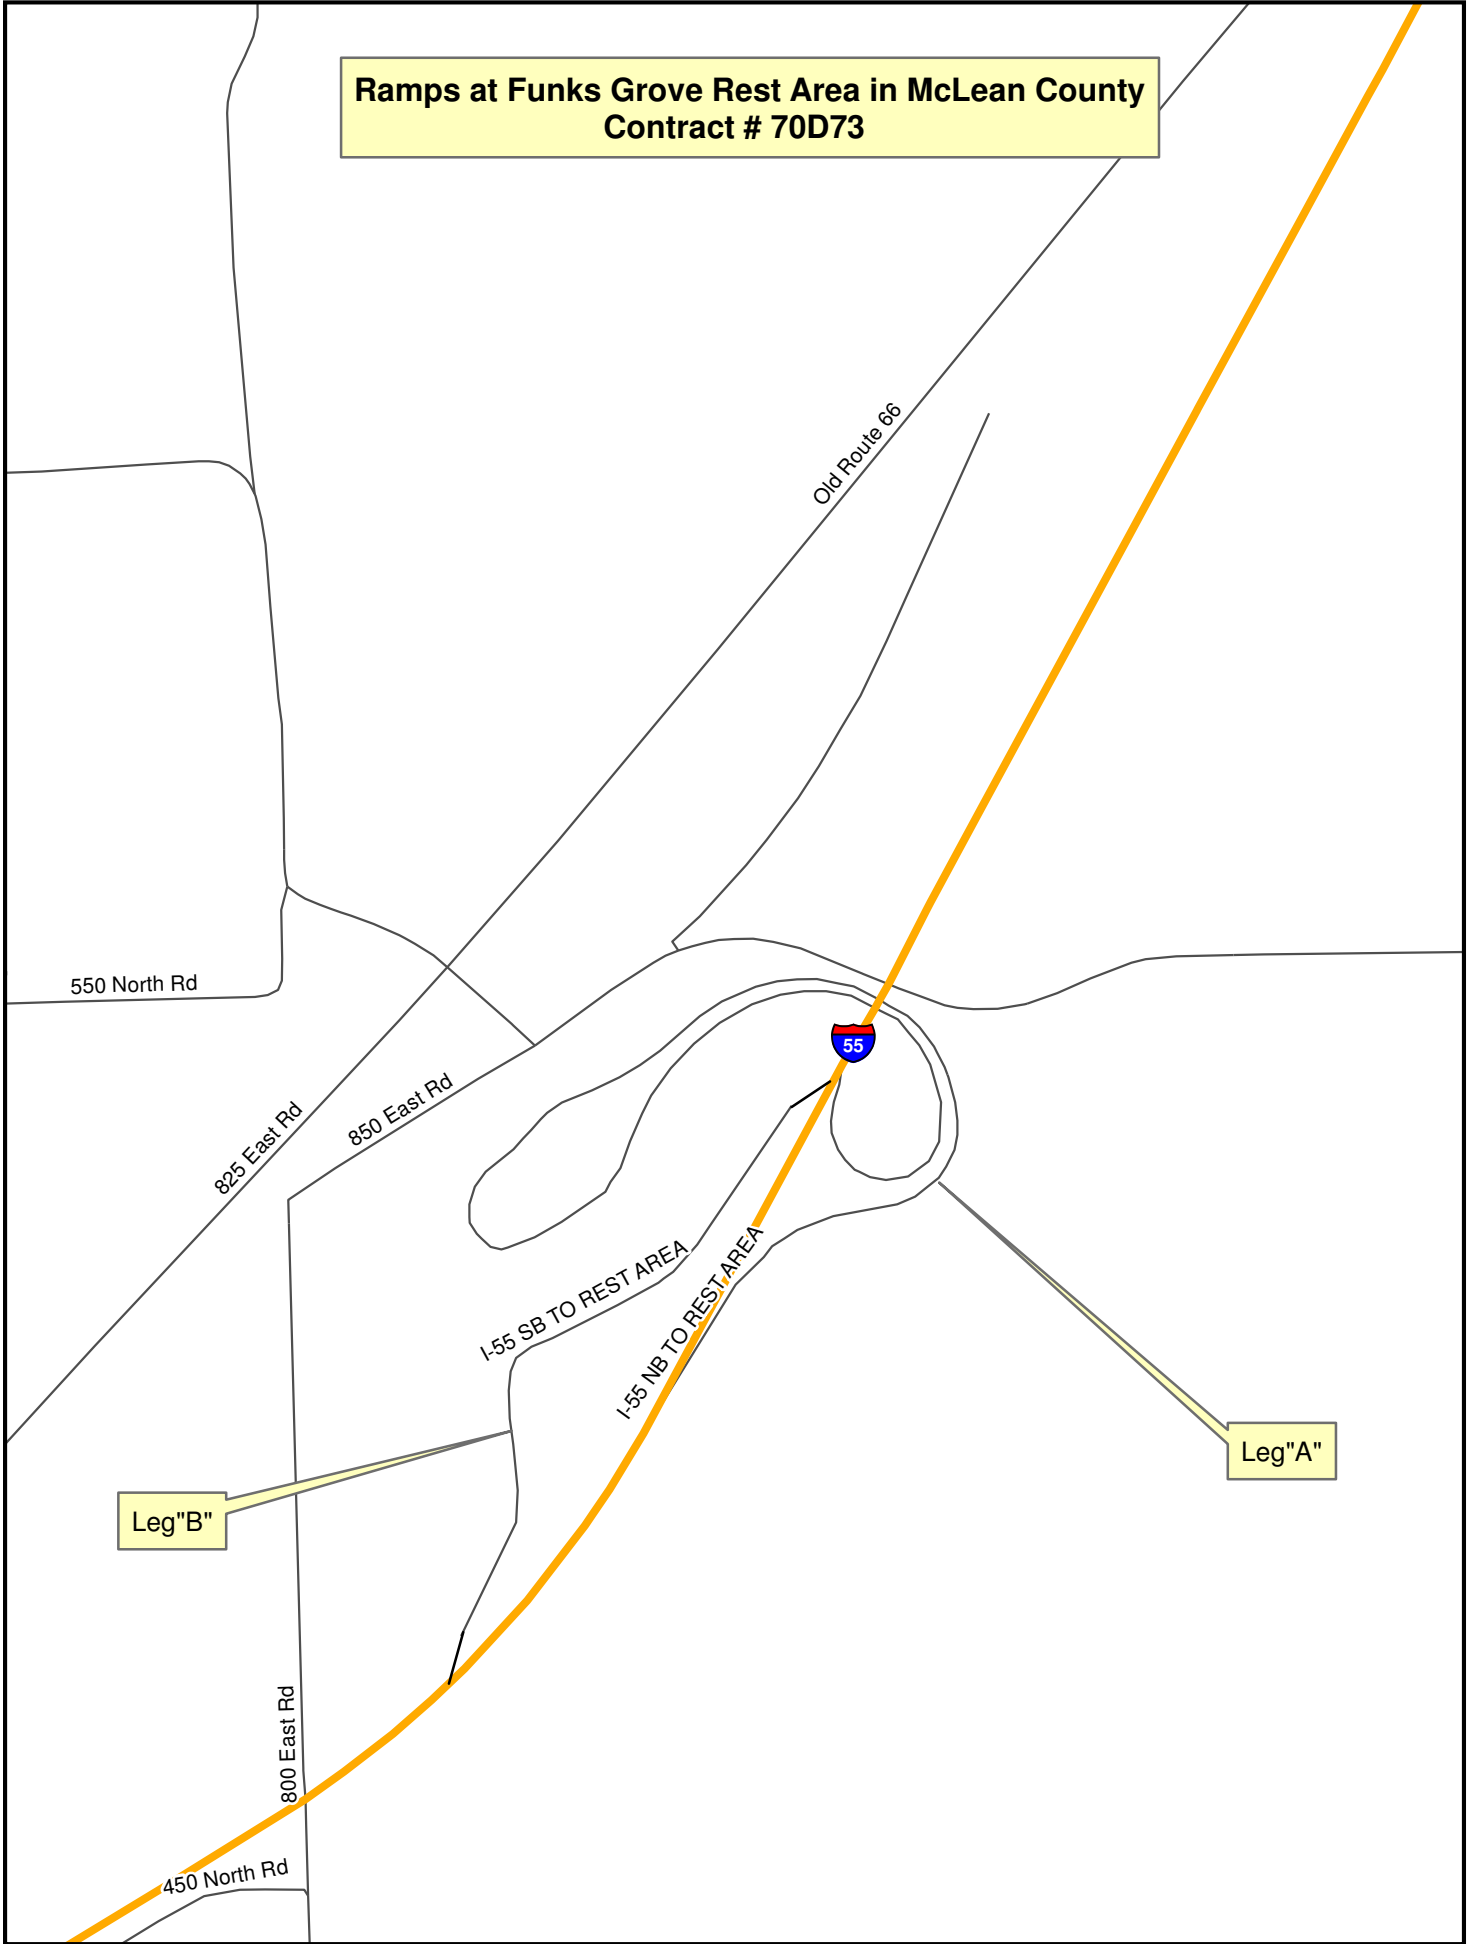 Ramps at Funks Grove Rest Area in McLean County
Contract # 70D73
Old Route 66
550 North Rd
55
850 East Rd
825 East Rd
I-55 SB TO REST AREA
I-55 NB TO REST AREA
Leg"A"
Leg"B"
800 East Rd
450 North Rd